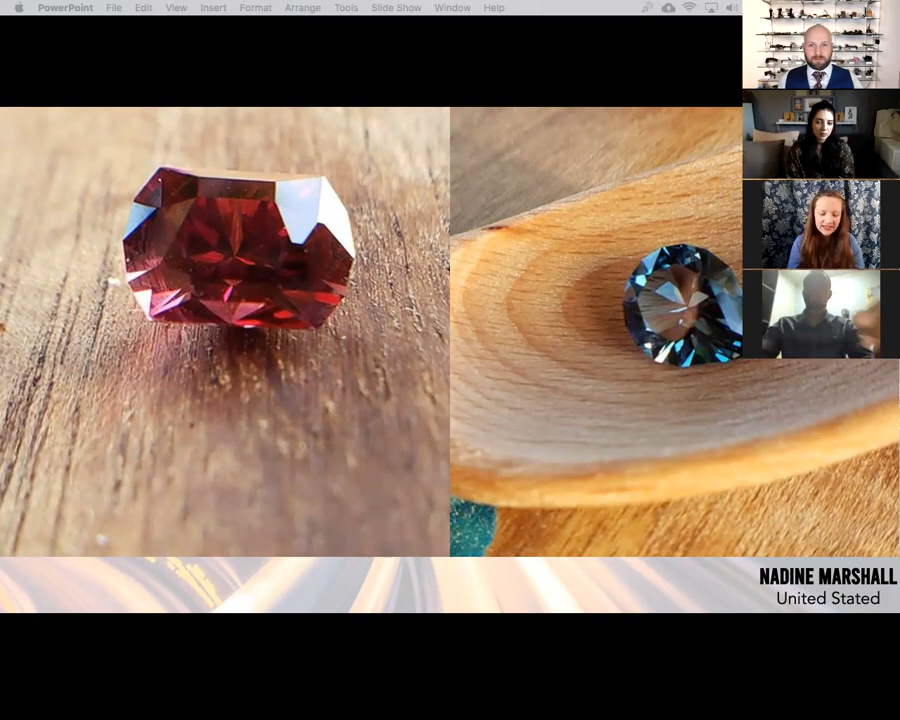 PowerPoint File Edit View Insert Format Arrange Tools Slide Show Window Help
NADINE MARSHALL
United Stated